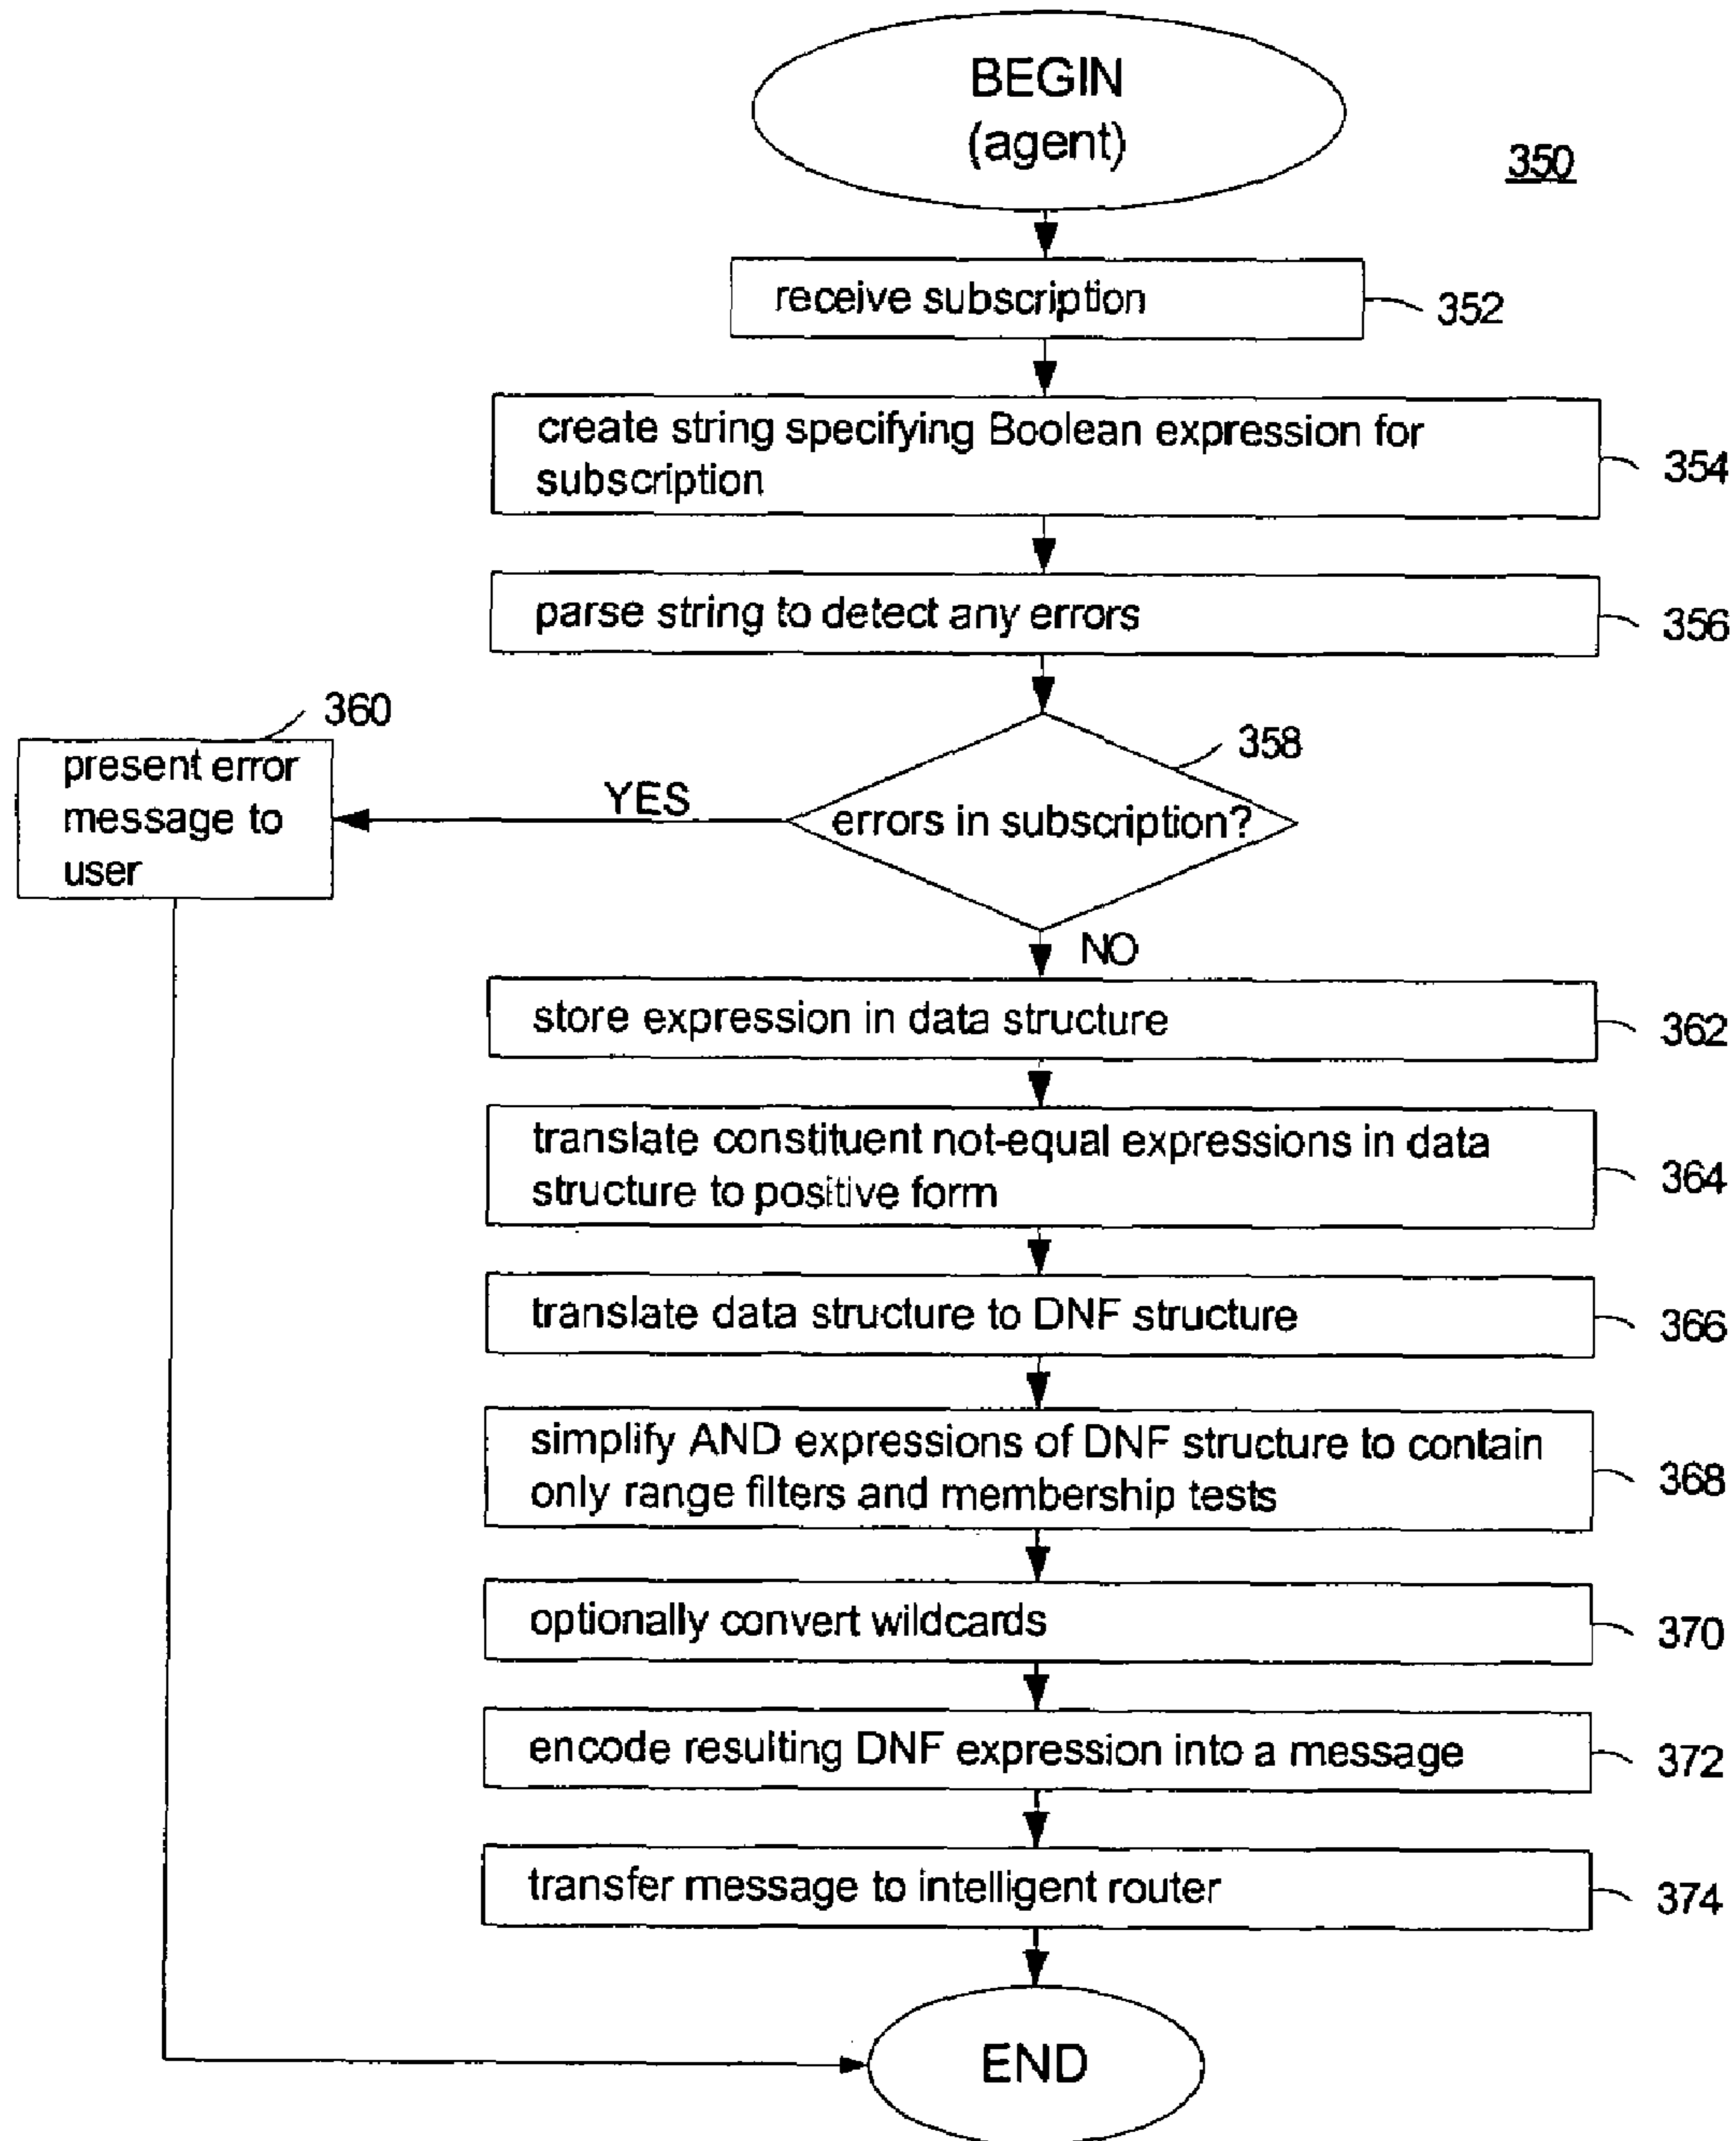 BEGIN
(agent)
350
receive subscription
352
create string specifying Boolean expression for
subscription
354
parse string to detect any errors
356
360
present error
message to
user
YES
358
errors in subscription?
NO
store expression in data structure
362
translate constituent not-equal expressions in data
structure to positive form
364
translate data structure to DNF structure
366
simplify AND expressions of DNF structure to contain
only range filters and membership tests
368
optionally convert wildcards
370
encode resulting DNF expression into a message
372
transfer message to intelligent router
374
END